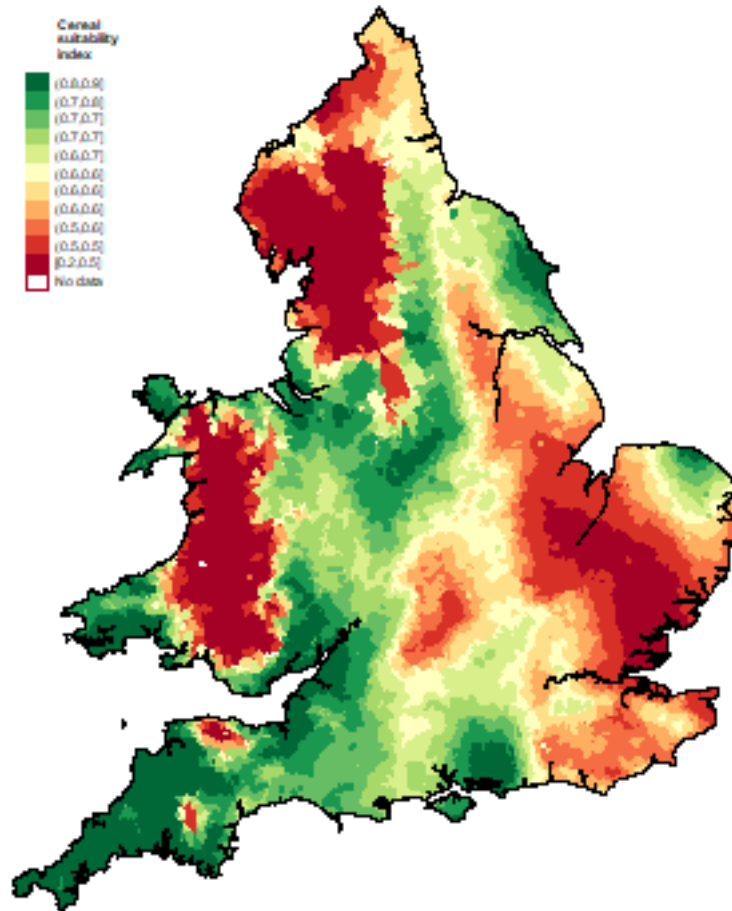 Cereal
suitability
index
(0.8,0.9]
(0.7,0.8]
(0.7,0.7]
(0.7,0.7]
(0.6,0.7]
(0.6,0.6]
(0.6,0.6]
(0.6,0.6]
(0.5,0.6]
(0.5,0.5]
[0.2,0.5]
No data